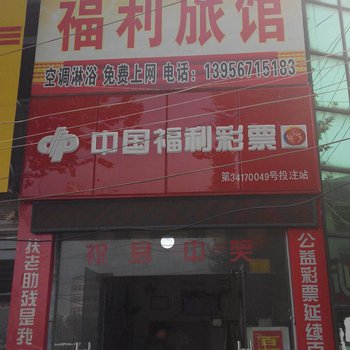 福利旅馆
空调淋浴 免费上网 电话：13956715183
中国福利彩票
第34170049号投注站
祝君中奖
扶老助残是我
公益彩票延续